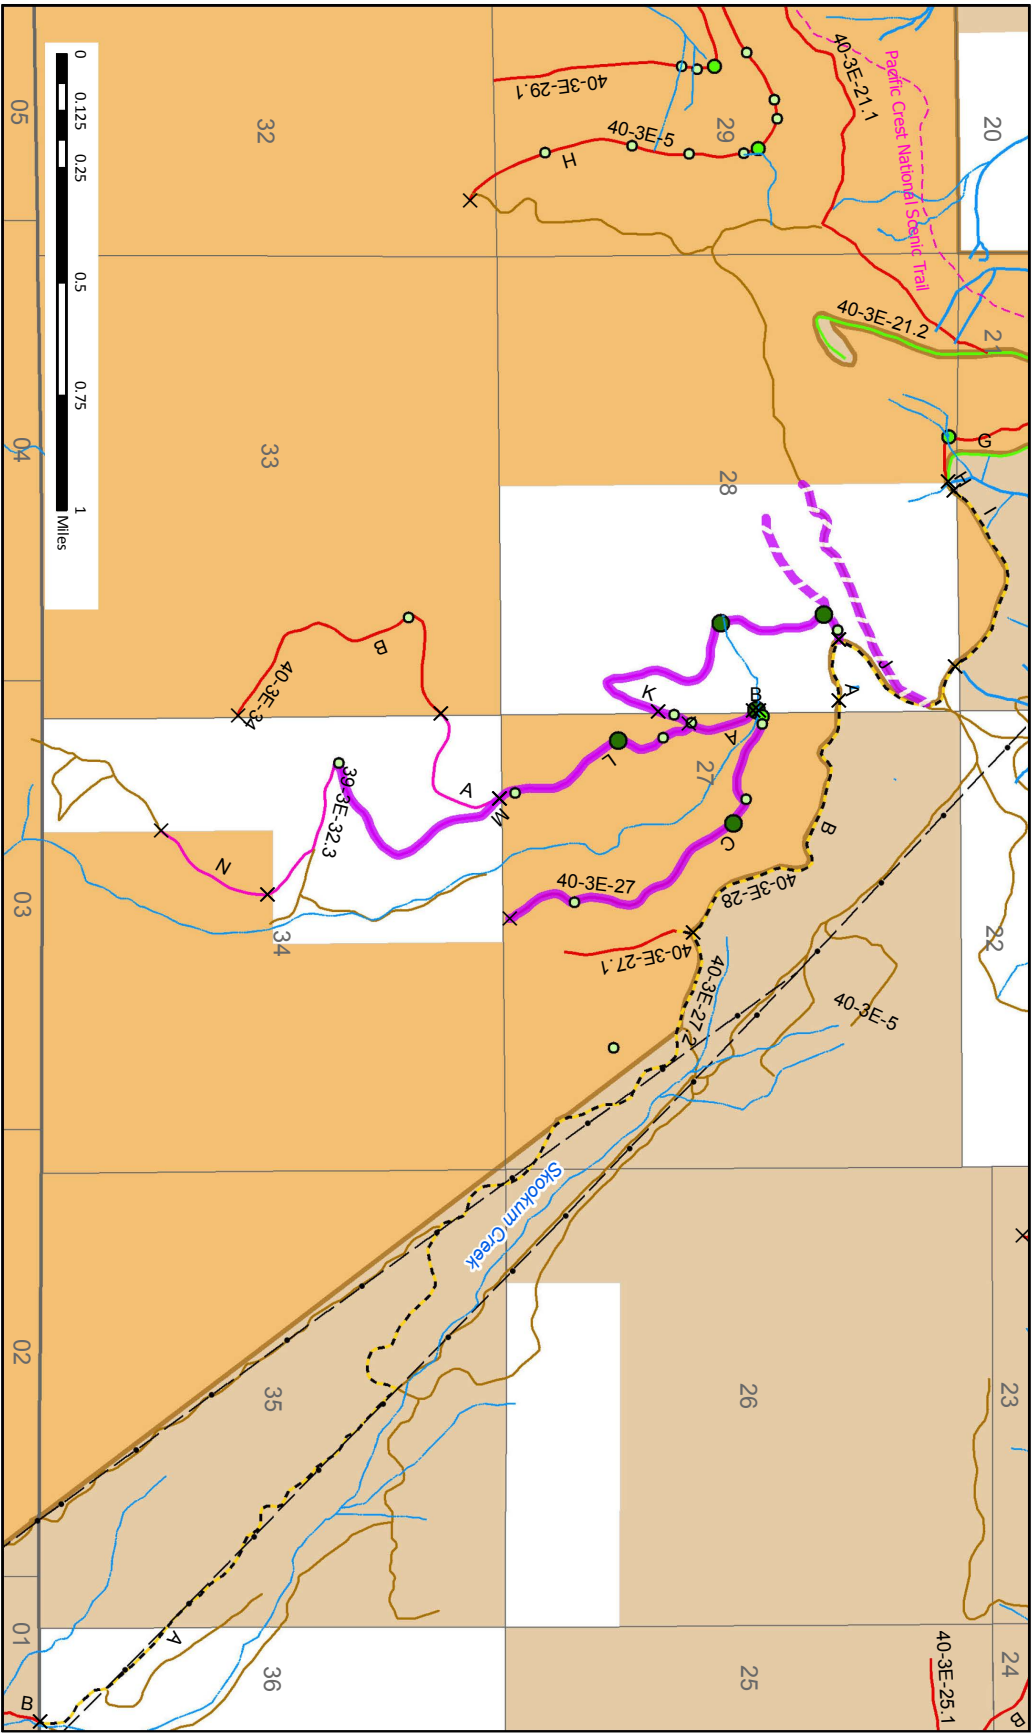 20
Pacific Crest National Scenic Trail
40-3E-21.1
29
40-3E-5
H
40-3E-29.1
32
05
0
0.125
0.25
0.5
0.75
1
Miles
21
40-3E-21.2
G
H
I
28
33
04
J
A
B
K
A
B
40-3E-34
27
L
A
M
39-3E-32.3
B
C
40-3E-28
40-3E-27
N
03
34
22
40-3E-5
40-3E-27.1
40-3E-27.2
Skookum Creek
23
26
35
02
24
B
40-3E-25.1
25
36
A
01
B